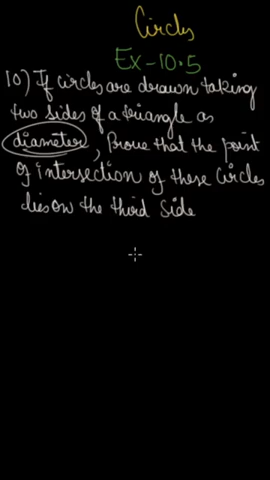 Circles
Ex-10.5
10) If circles are drawn taking
two sides of a triangle as
diameter, Prove that the point
of intersection of these Circles
lies on the third Side